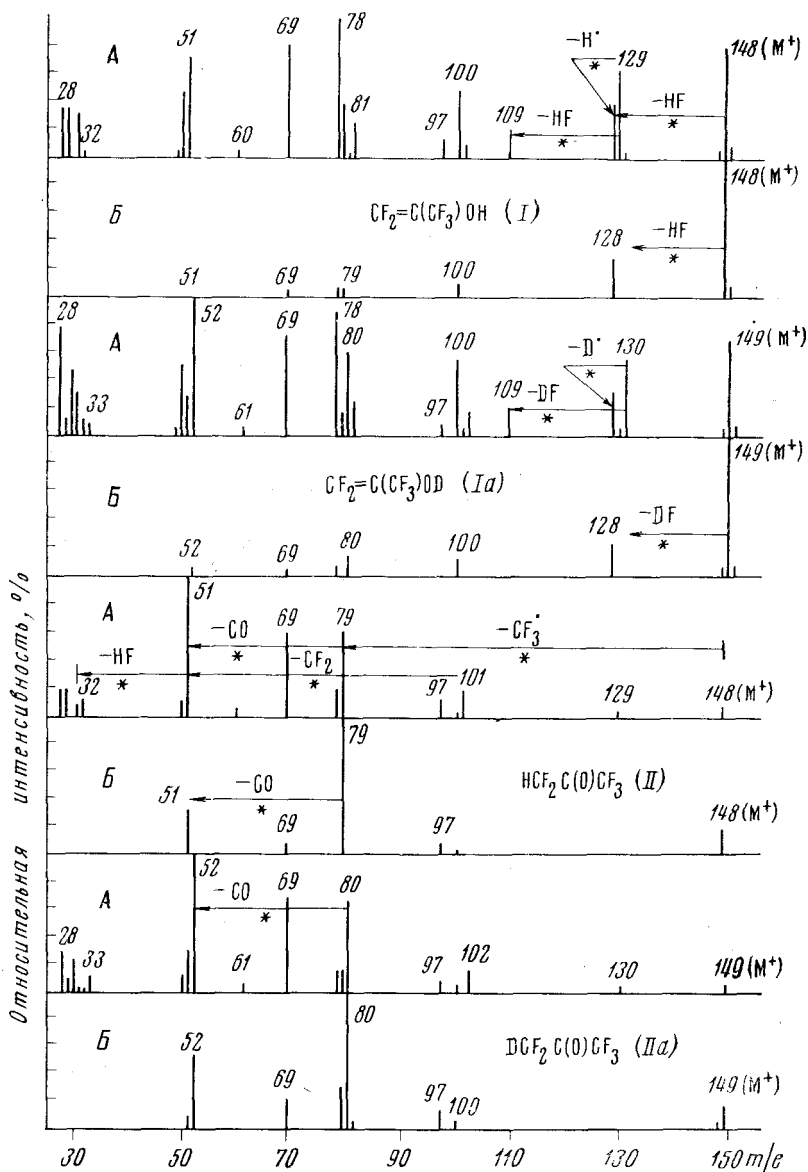 А 28 32 51 60 69 78 81 97 100 109 –HF * –H˙ * 129 –HF * 148(M⁺)
Б 51 69 79 100 CF₂=C(CF₃)OH (I) 128 –HF * 148(M⁺)
А 28 33 52 61 69 78 80 97 100 109 –DF * –D˙ * 130 149(M⁺)
Б 52 69 80 100 CF₂=C(CF₃)OD (Ia) 128 –DF * 149(M⁺)
А –HF * 32 51 –CO * 69 –CF₂ * 79 97 101 –CF₃˙ * 129 148(M⁺)
Б 51 –CO * 69 79 97 HCF₂C(O)CF₃ (II) 148(M⁺)
А 28 33 52 –CO * 61 69 80 97 102 130 149(M⁺)
Б 52 69 80 97 100 DCF₂C(O)CF₃ (IIa) 149(M⁺)
30 50 70 90 110 130 150 m/e
Относительная интенсивность, %